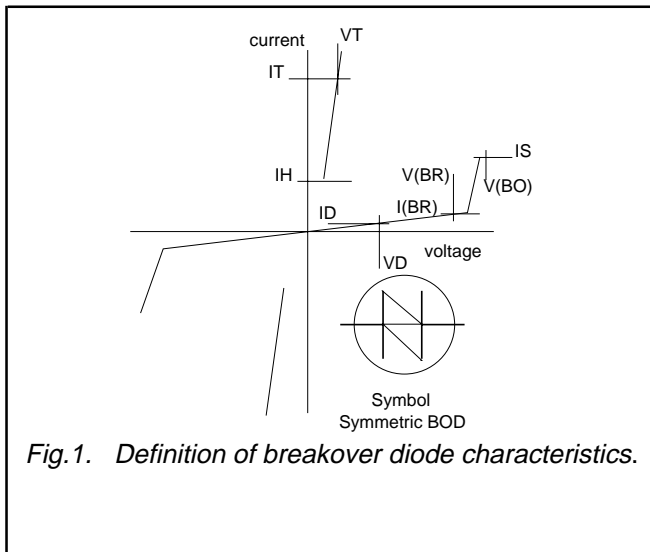 VT
current
IT
IS
IH
V(BR)
V(BO)
I(BR)
ID
voltage
VD
Symbol
Symmetric BOD
Fig.1. Definition of breakover diode characteristics.